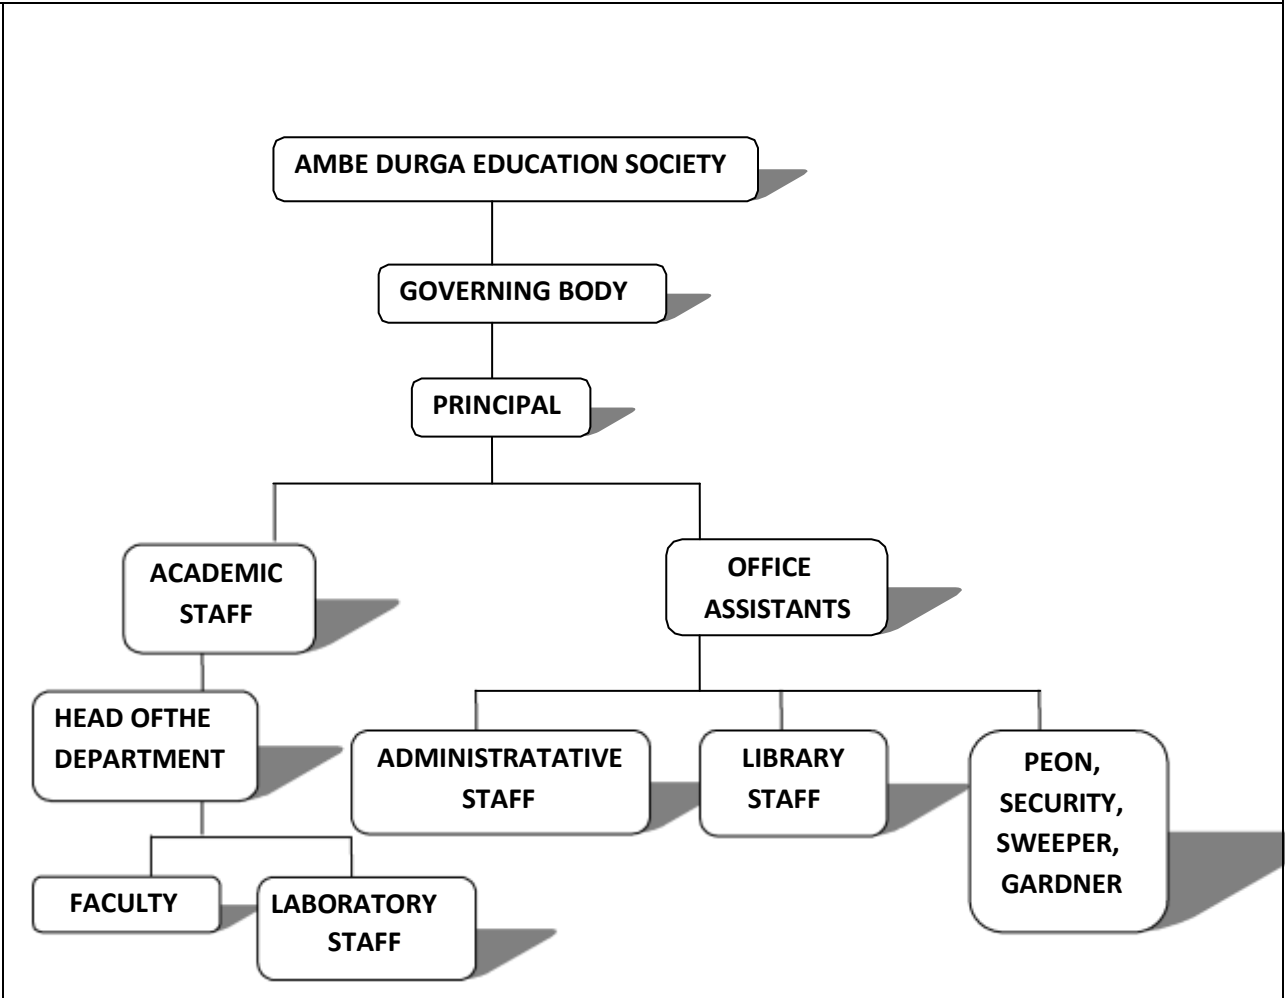 AMBE DURGA EDUCATION SOCIETY
GOVERNING BODY
PRINCIPAL
ACADEMIC
STAFF
OFFICE
ASSISTANTS
HEAD OFTHE
DEPARTMENT
ADMINISTRATATIVE
STAFF
LIBRARY
STAFF
PEON,
SECURITY,
SWEEPER,
GARDNER
FACULTY
LABORATORY
STAFF